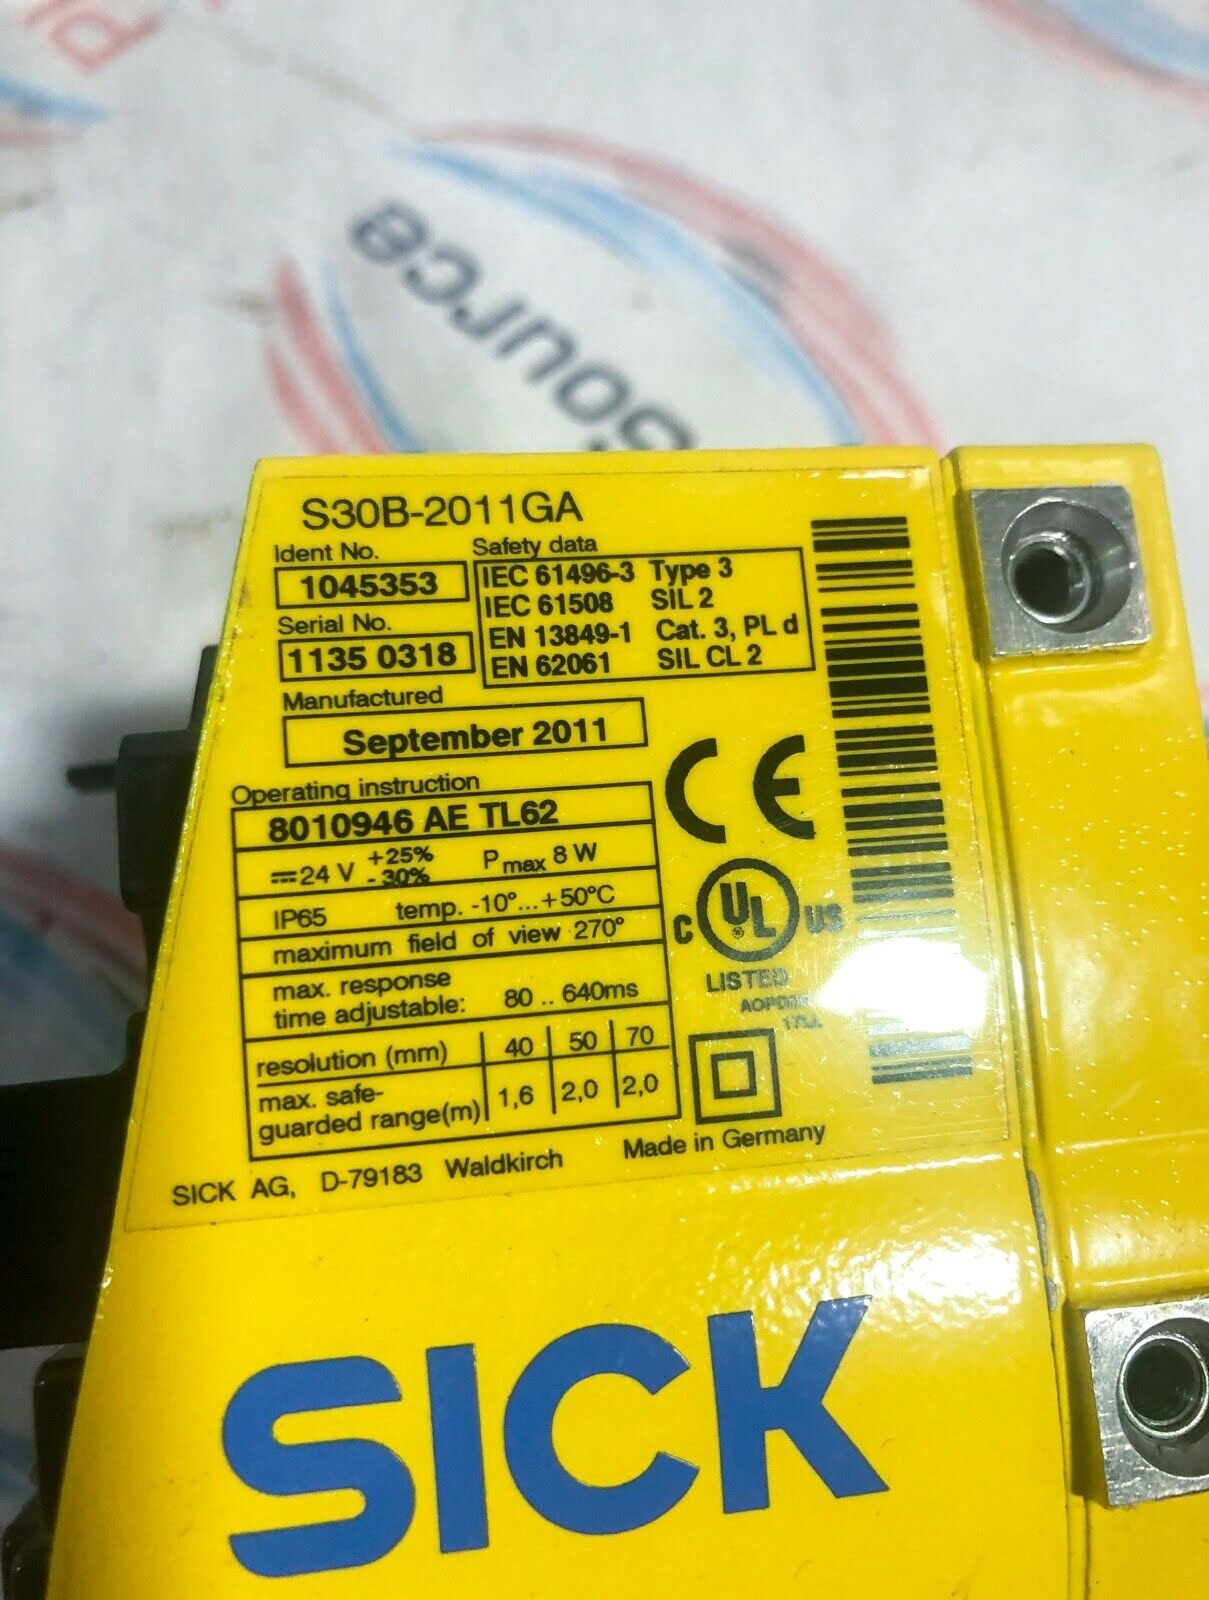 Source
S30B-2011GA
Ident No.
1045353
Serial No.
1135 0318
Safety data
IEC 61496-3 Type 3
IEC 61508 SIL 2
EN 13849-1 Cat. 3, PL d
EN 62061 SIL CL 2
Manufactured
September 2011
Operating instruction
8010946 AE TL62
24 V +25% -30% Pmax 8 W
IP65 temp. -10°...+50°C
maximum field of view 270°
max. response
time adjustable: 80 .. 640ms
resolution (mm) 40 50 70
max. safe-
guarded range(m) 1,6 2,0 2,0
CE
C UL US
LISTED
SICK AG, D-79183 Waldkirch
Made in Germany
SICK